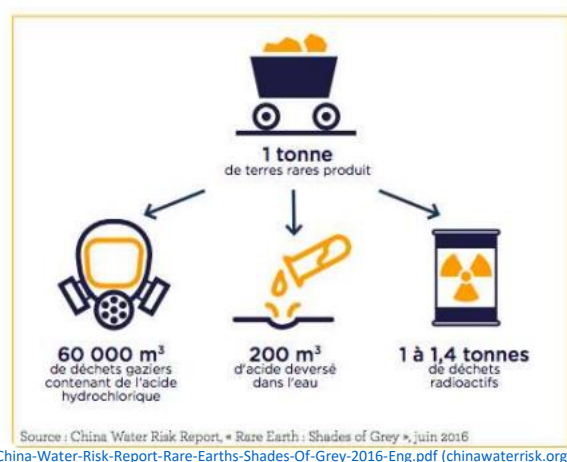 1 tonne
de terres rares produit
60 000 m³
de déchets gaziers
contenant de l'acide
hydrochlorique
200 m³
d'acide deversé
dans l'eau
1 à 1,4 tonnes
de déchets
radioactifs
Source : China Water Risk Report, « Rare Earth : Shades of Grey », juin 2016
China-Water-Risk-Report-Rare-Earths-Shades-Of-Grey-2016-Eng.pdf (chinawaterrisk.org